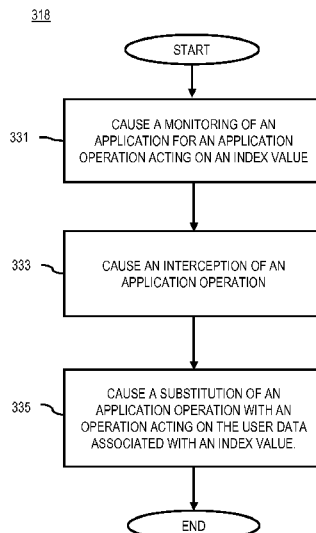 318
START
331
CAUSE A MONITORING OF AN
APPLICATION FOR AN APPLICATION
OPERATION ACTING ON AN INDEX VALUE
333
CAUSE AN INTERCEPTION OF AN
APPLICATION OPERATION
335
CAUSE A SUBSTITUTION OF AN
APPLICATION OPERATION WITH AN
OPERATION ACTING ON THE USER DATA
ASSOCIATED WITH AN INDEX VALUE.
END